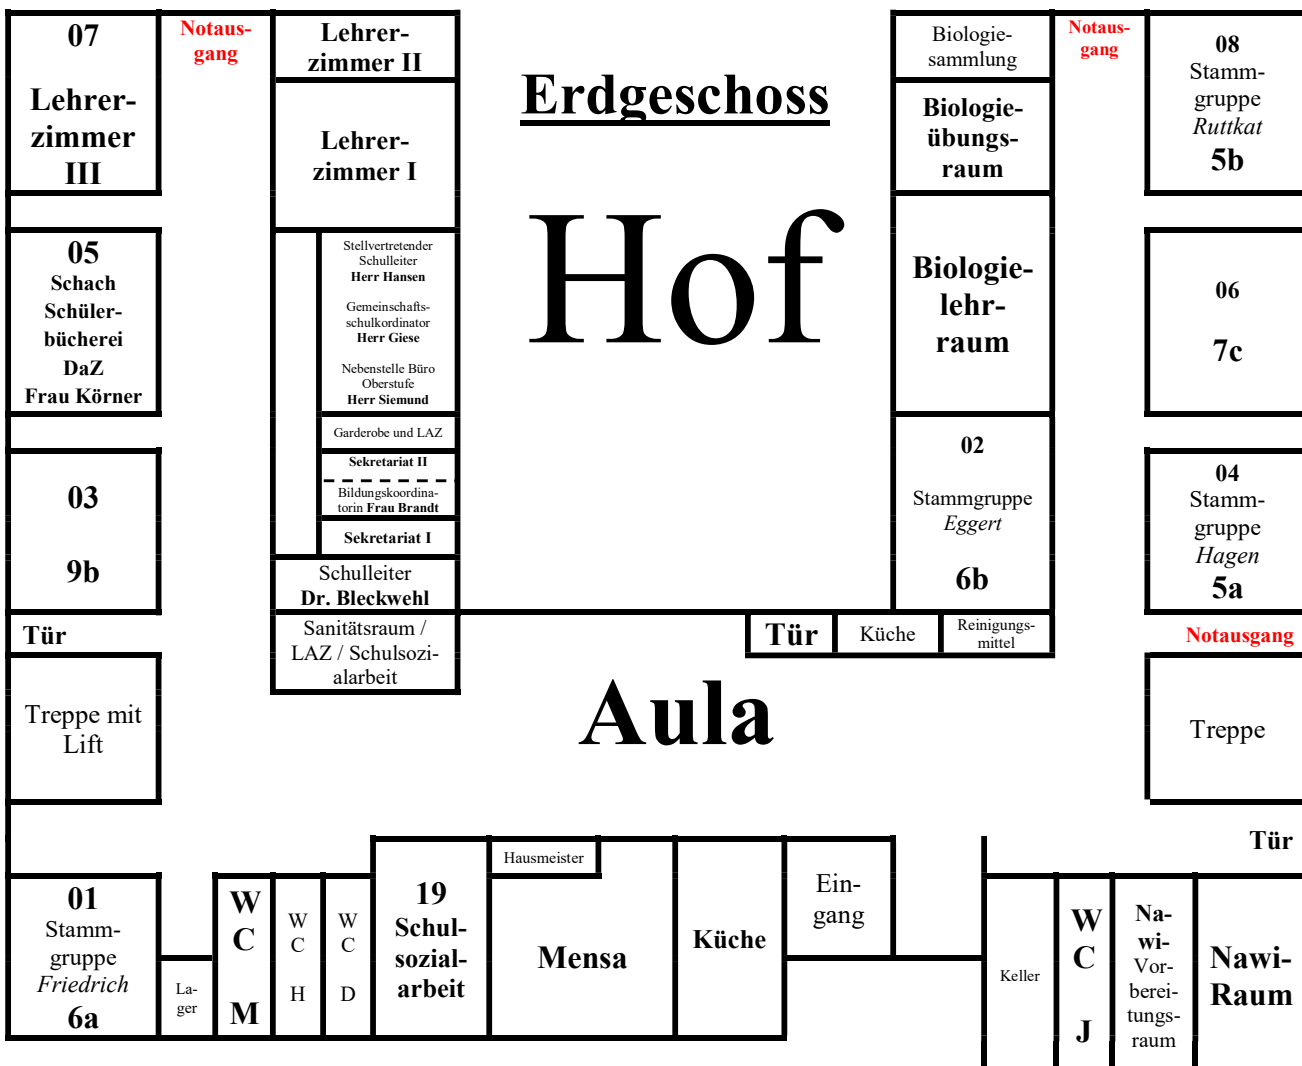 07
Lehrer-
zimmer
III
Notaus-
gang
Lehrer-
zimmer II
Lehrer-
zimmer I
Erdgeschoss
Hof
Biologie-
sammlung
Biologie-
übungs-
raum
Notaus-
gang
08
Stamm-
gruppe
Ruttkat
5b
05
Schach
Schüler-
bücherei
DaZ
Frau Körner
Stellvertretender
Schulleiter
Herr Hansen
Gemeinschafts-
schulkordinator
Herr Giese
Nebenstelle Büro
Oberstufe
Herr Siemund
Biologie-
lehr-
raum
06
7c
Garderobe und LAZ
Sekretariat II
Bildungskoordina-
torin Frau Brandt
Sekretariat I
03
9b
02
Stammgruppe
Eggert
6b
04
Stamm-
gruppe
Hagen
5a
Schulleiter
Dr. Bleckwehl
Tür
Sanitätsraum /
LAZ / Schulsozi-
alarbeit
Tür
Küche
Reinigungs-
mittel
Notausgang
Treppe mit
Lift
Aula
Treppe
Tür
01
Stamm-
gruppe
Friedrich
6a
La-
ger
W
C
M
W
C
H
W
C
D
19
Schul-
sozial-
arbeit
Hausmeister
Mensa
Küche
Ein-
gang
Keller
W
C
J
Na-
wi-
Vor-
berei-
tungs-
raum
Nawi-
Raum